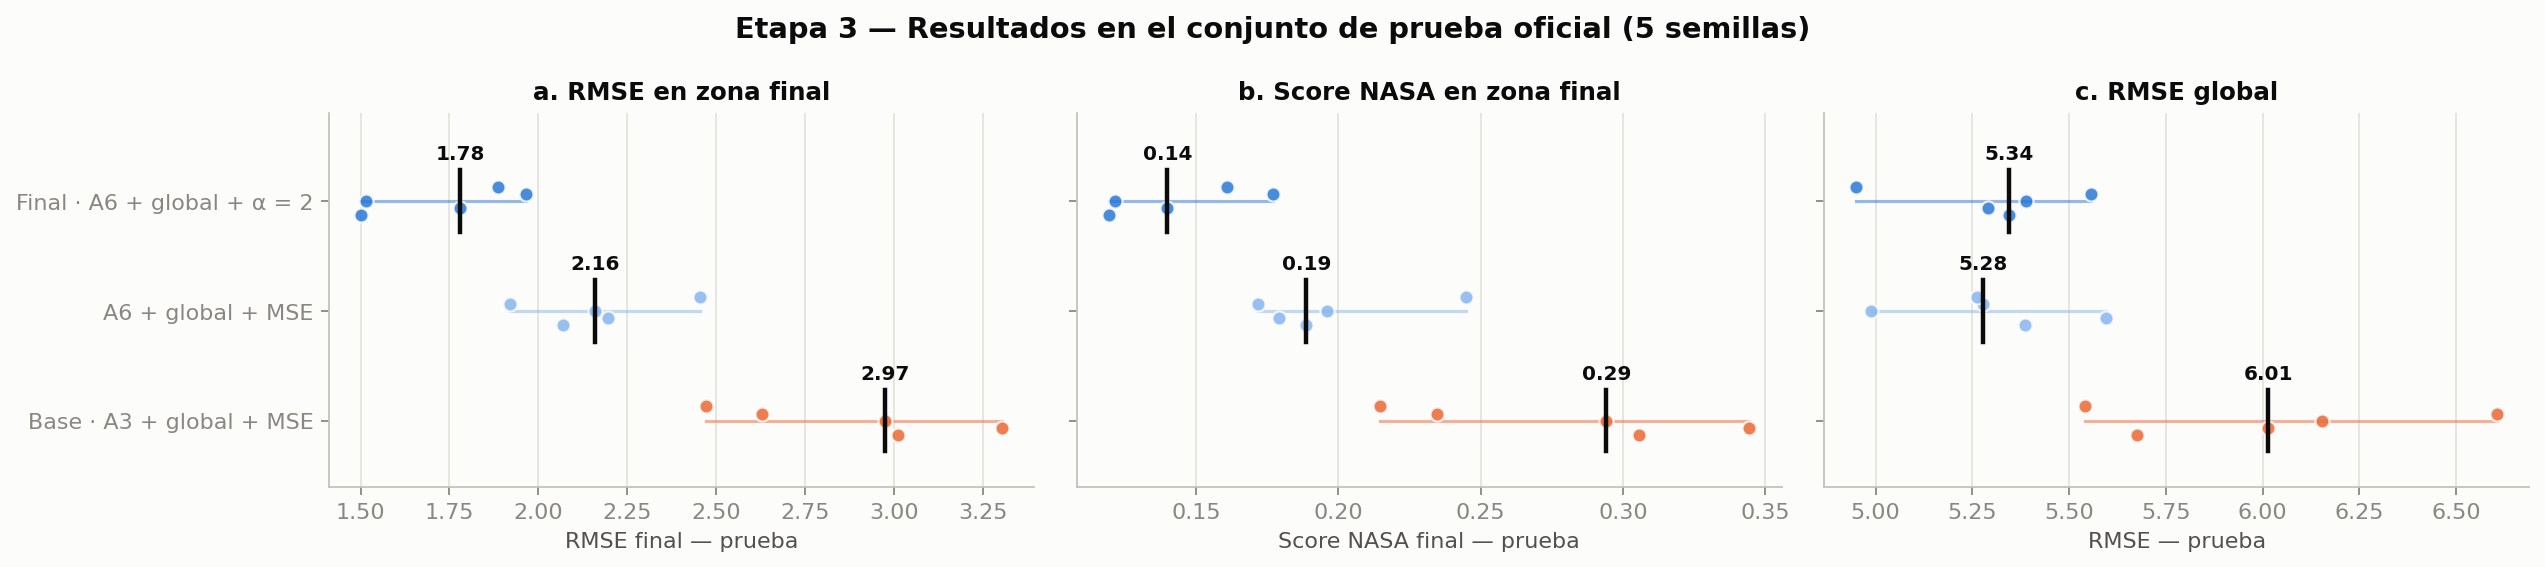 Etapa 3 — Resultados en el conjunto de prueba oficial (5 semillas)
a. RMSE en zona final
b. Score NASA en zona final
c. RMSE global
Final · A6 + global + α = 2
A6 + global + MSE
Base · A3 + global + MSE
1.78
2.16
2.97
0.14
0.19
0.29
5.34
5.28
6.01
1.50 1.75 2.00 2.25 2.50 2.75 3.00 3.25
0.15 0.20 0.25 0.30 0.35
5.00 5.25 5.50 5.75 6.00 6.25 6.50
RMSE final — prueba
Score NASA final — prueba
RMSE — prueba